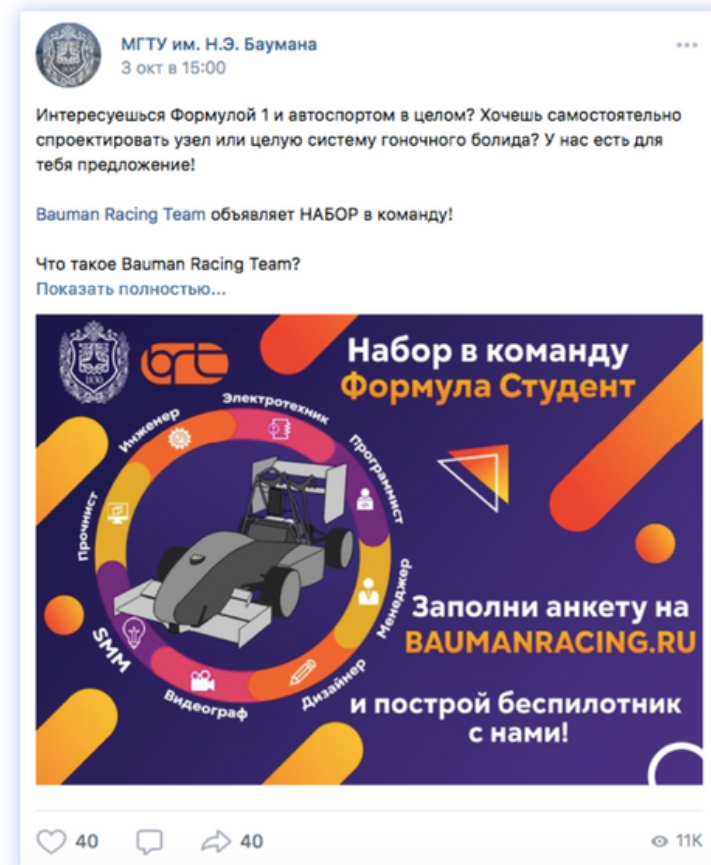 МГТУ им. Н.Э. Баумана
3 окт в 15:00
Интересуешься Формулой 1 и автоспортом в целом? Хочешь самостоятельно
спроектировать узел или целую систему гоночного болида? У нас есть для
тебя предложение!
Bauman Racing Team объявляет НАБОР в команду!
Что такое Bauman Racing Team?
Показать полностью...
1830
brt
Набор в команду
Формула Студент
Электротехник
Инженер
Программист
Прочнист
Менеджер
SMM
Видеограф
Дизайнер
Заполни анкету на
BAUMANRACING.RU
и построй беспилотник
с нами!
40
40
11K